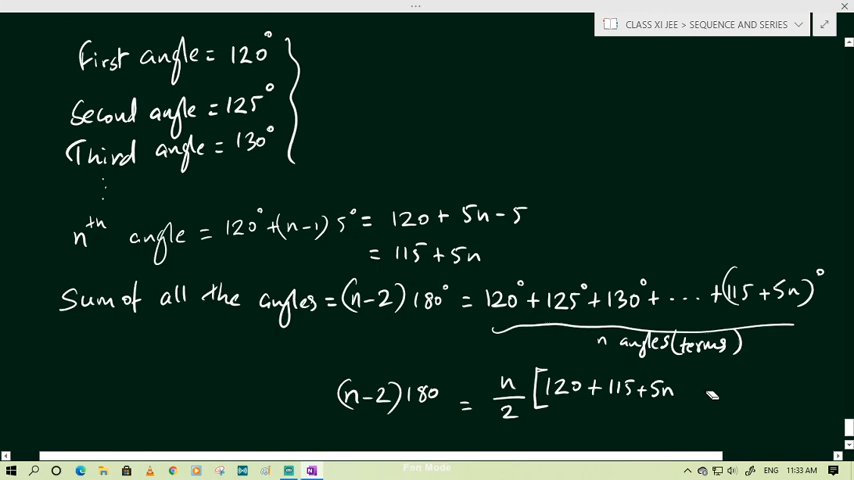 CLASS XI JEE > SEQUENCE AND SERIES
First angle = 120°
Second angle = 125°
Third angle = 130°
⋮
nth angle = 120° + (n-1) 5° = 120 + 5n - 5
= 115 + 5n
Sum of all the angles = (n-2) 180° = 120° + 125° + 130° + ... + (115 + 5n)°
n angles (terms)
(n-2) 180 = n/2 [120 + 115 + 5n
Pen Mode
ENG 11:33 AM